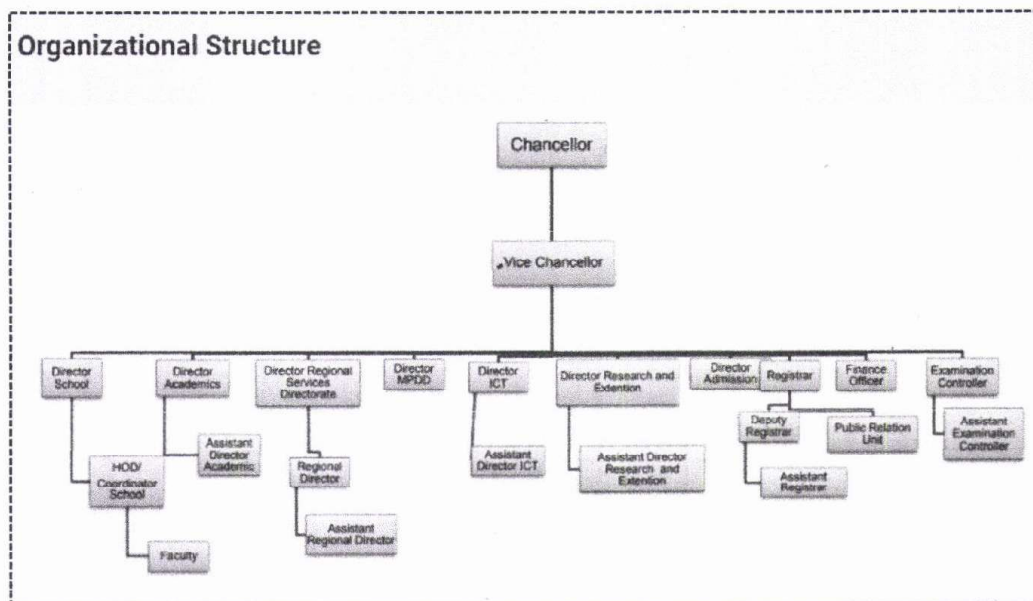 Organizational Structure
Chancellor
Vice Chancellor
Director
School
Director
Academics
Director Regional
Services
Directorate
Director
MPDD
Director
ICT
Director Research and
Extention
Director
Admission
Registrar
Finance
Officer
Examination
Controller
HOD/
Coordinator
School
Assistant
Director
Academic
Regional
Director
Assistant
Director ICT
Assistant Director
Research and
Extention
Deputy
Registrar
Public Relation
Unit
Assistant
Examination
Controller
Assistant
Registrar
Faculty
Assistant
Regional Director